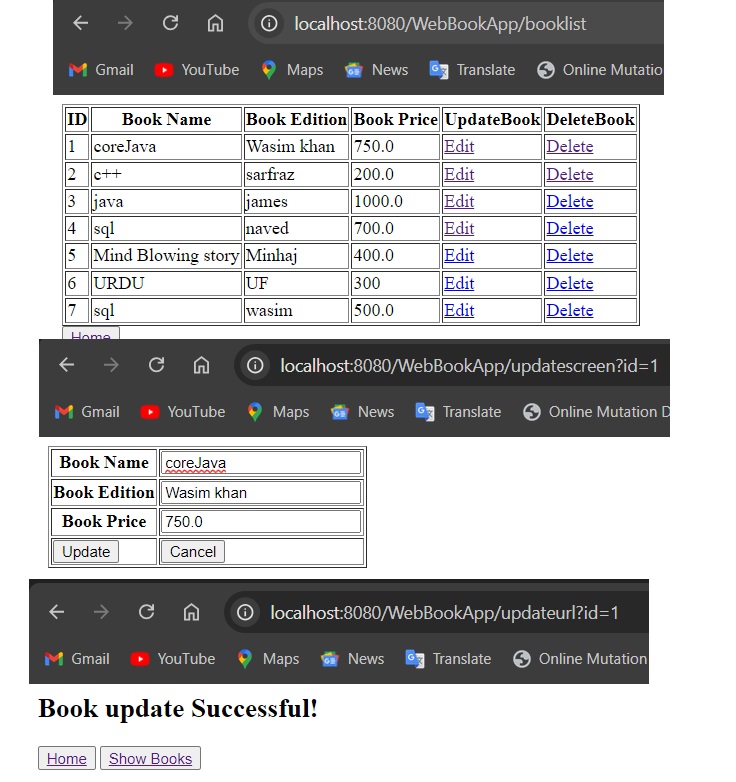 localhost:8080/WebBookApp/booklist
Gmail YouTube Maps News Translate Online Mutatio
ID Book Name Book Edition Book Price UpdateBook DeleteBook
1 coreJava Wasim khan 750.0 Edit Delete
2 c++ sarfraz 200.0 Edit Delete
3 java james 1000.0 Edit Delete
4 sql naved 700.0 Edit Delete
5 Mind Blowing story Minhaj 400.0 Edit Delete
6 URDU UF 300 Edit Delete
7 sql wasim 500.0 Edit Delete
Home
localhost:8080/WebBookApp/updatescreen?id=1
Gmail YouTube Maps News Translate Online Mutation D
Book Name coreJava
Book Edition Wasim khan
Book Price 750.0
Update Cancel
localhost:8080/WebBookApp/updateurl?id=1
Gmail YouTube Maps News Translate Online Mutation
Book update Successful!
Home Show Books